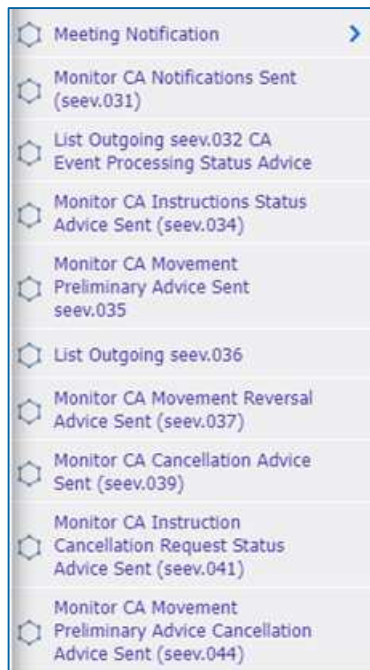 Meeting Notification
Monitor CA Notifications Sent
(seev.031)
List Outgoing seev.032 CA
Event Processing Status Advice
Monitor CA Instructions Status
Advice Sent (seev.034)
Monitor CA Movement
Preliminary Advice Sent
seev.035
List Outgoing seev.036
Monitor CA Movement Reversal
Advice Sent (seev.037)
Monitor CA Cancellation Advice
Sent (seev.039)
Monitor CA Instruction
Cancellation Request Status
Advice Sent (seev.041)
Monitor CA Movement
Preliminary Advice Cancellation
Advice Sent (seev.044)